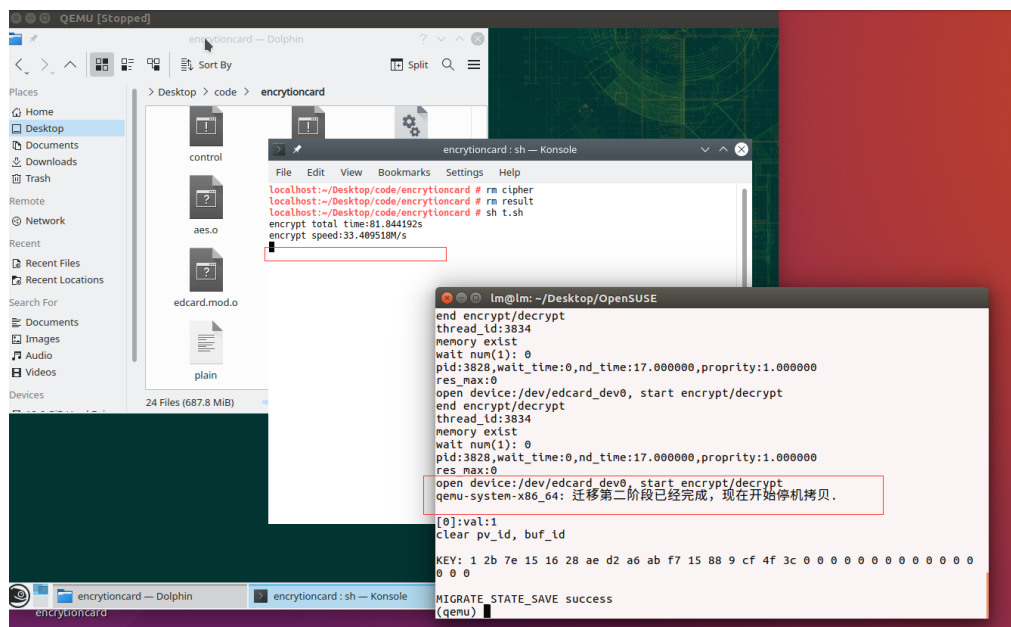 QEMU [Stopped]
encrytioncard — Dolphin
Sort By
Split
Places
Home
Desktop
Documents
Downloads
Trash
Remote
Network
Recent
Recent Files
Recent Locations
Search For
Documents
Images
Audio
Videos
Devices
> Desktop > code > encrytioncard
control
aes.o
edcard.mod.o
plain
24 Files (687.8 MiB)
encrytioncard : sh — Konsole
File Edit View Bookmarks Settings Help
localhost:~/Desktop/code/encrytioncard # rm cipher
localhost:~/Desktop/code/encrytioncard # rm result
localhost:~/Desktop/code/encrytioncard # sh t.sh
encrypt total time:81.844192s
encrypt speed:33.409518M/s
lm@lm: ~/Desktop/OpenSUSE
end encrypt/decrypt
thread_id:3834
memory exist
wait num(1): 0
pid:3828,wait_time:0,nd_time:17.000000,proprity:1.000000
res_max:0
open device:/dev/edcard_dev0, start encrypt/decrypt
end encrypt/decrypt
thread_id:3834
memory exist
wait num(1): 0
pid:3828,wait_time:0,nd_time:17.000000,proprity:1.000000
res_max:0
open device:/dev/edcard_dev0, start encrypt/decrypt
qemu-system-x86_64: 迁移第二阶段已经完成，现在开始停机拷贝.
[0]:val:1
clear pv_id, buf_id
KEY: 1 2b 7e 15 16 28 ae d2 a6 ab f7 15 88 9 cf 4f 3c 0 0 0 0 0 0 0 0 0 0 0 0 0
0 0 0
MIGRATE_STATE_SAVE success
(qemu)
encrytioncard — Dolphin
encrytioncard : sh — Konsole
encrytioncard